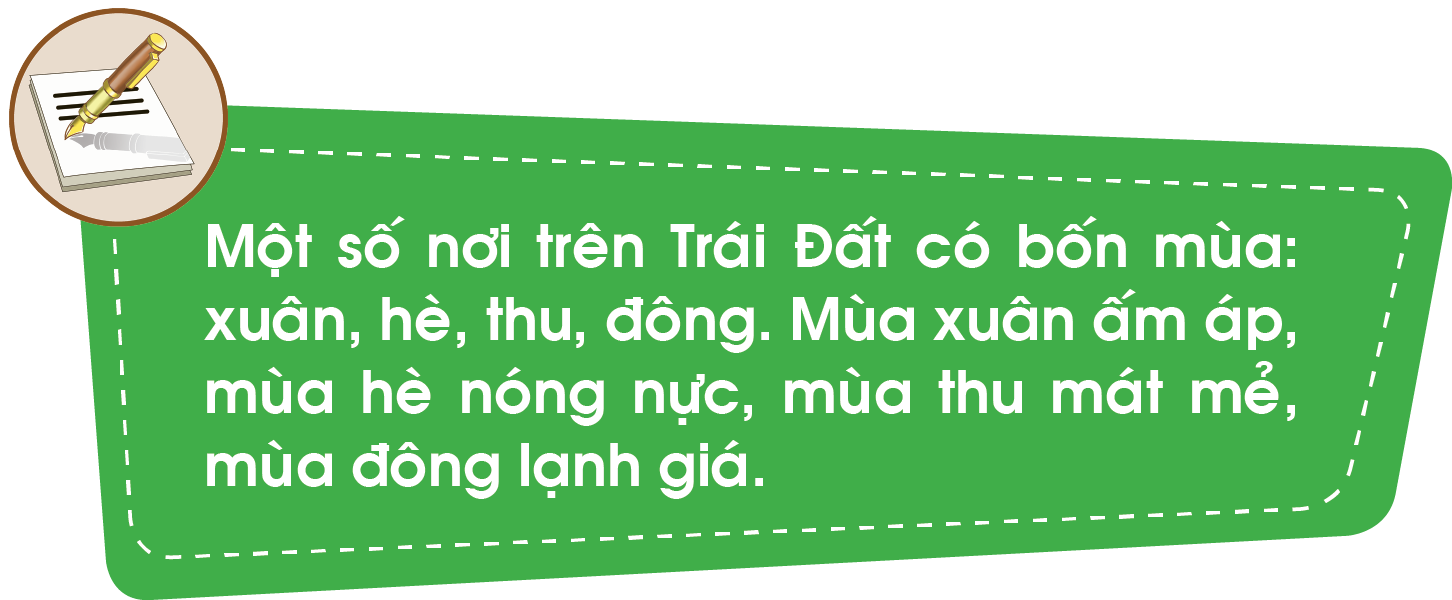 Một số nơi trên Trái Đất có bốn mùa:
xuân, hè, thu, đông. Mùa xuân ấm áp,
mùa hè nóng nực, mùa thu mát mẻ,
mùa đông lạnh giá.